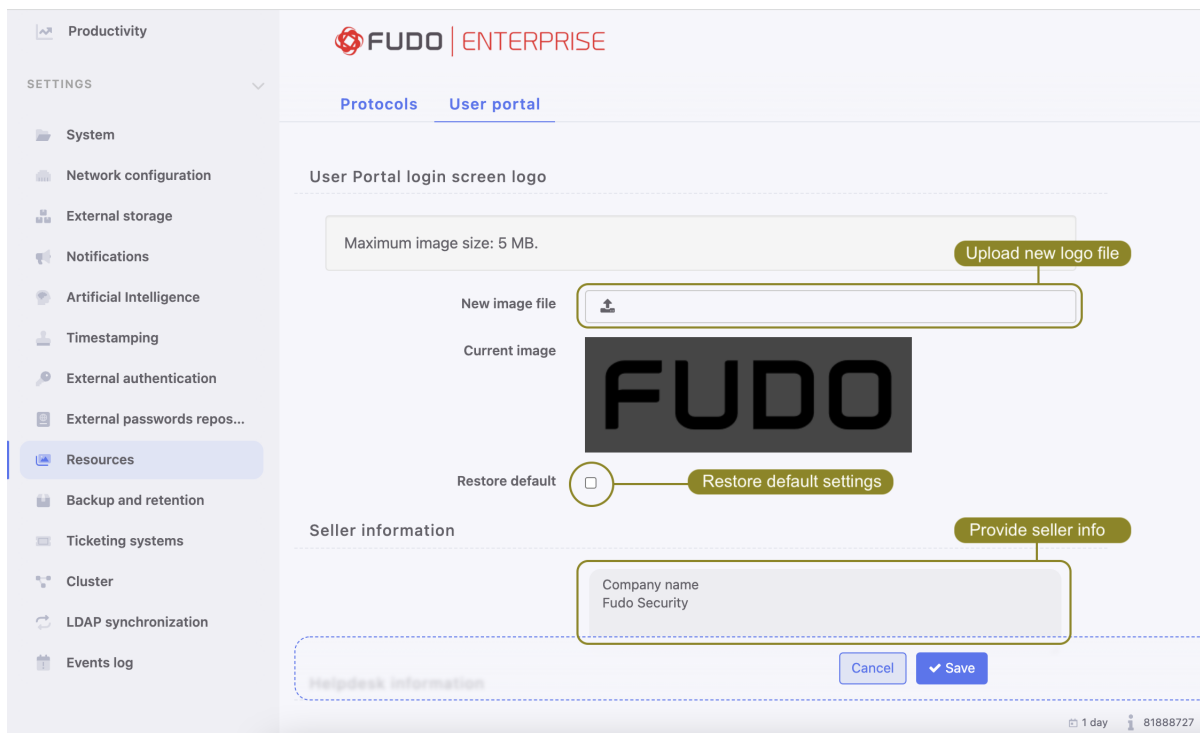 Productivity
SETTINGS
System
Network configuration
External storage
Notifications
Artificial Intelligence
Timestamping
External authentication
External passwords repos...
Resources
Backup and retention
Ticketing systems
Cluster
LDAP synchronization
Events log
FUDO ENTERPRISE
Protocols User portal
User Portal login screen logo
Maximum image size: 5 MB.
Upload new logo file
New image file
Current image
FUDO
Restore default
Restore default settings
Seller information
Provide seller info
Company name
Fudo Security
Helpdesk information
Cancel Save
1 day 81888727